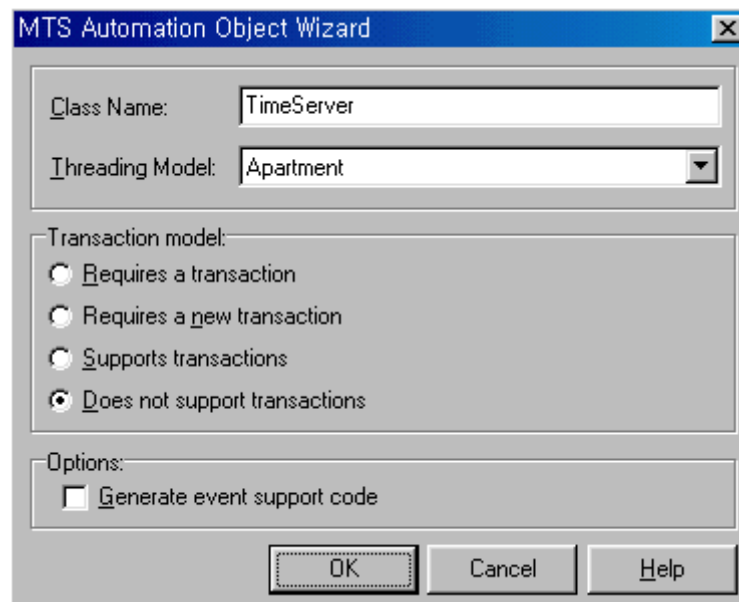 MTS Automation Object Wizard
Class Name: TimeServer
Threading Model: Apartment
Transaction model:
Requires a transaction
Requires a new transaction
Supports transactions
Does not support transactions
Options:
Generate event support code
OK Cancel Help